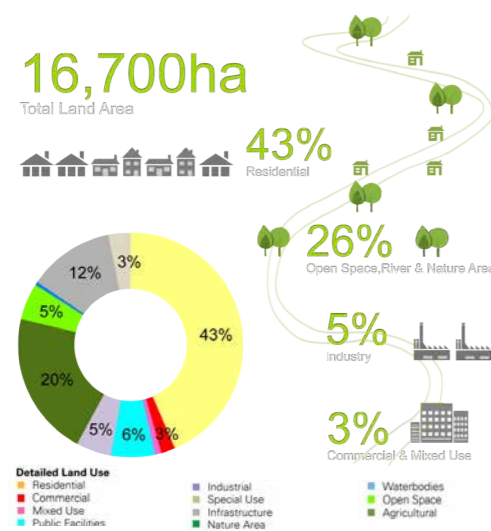 16,700ha
Total Land Area
43%
Residential
26%
Open Space,River & Nature Area
5%
Industry
3%
Commercial & Mixed Use
3%
12%
43%
5%
20%
5%
6%
3%
Detailed Land Use
Residential
Commercial
Mixed Use
Public Facilities
Industrial
Special Use
Infrastructure
Nature Area
Waterbodies
Open Space
Agricultural